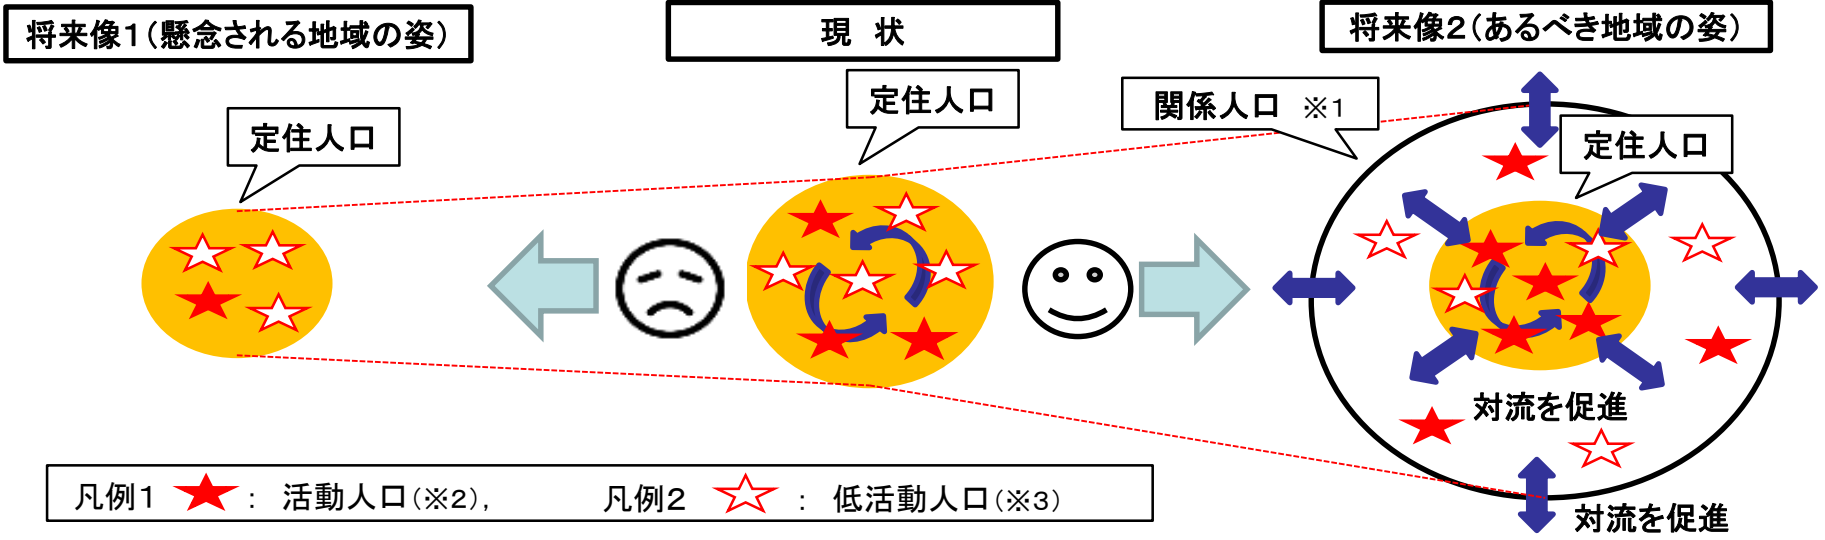 将来像１（懸念される地域の姿）
現　状
将来像２（あるべき地域の姿）
定住人口
定住人口
関係人口　※１
定住人口
対流を促進
対流を促進
凡例１　★　：　活動人口（※２），　凡例２　☆　：　低活動人口（※３）